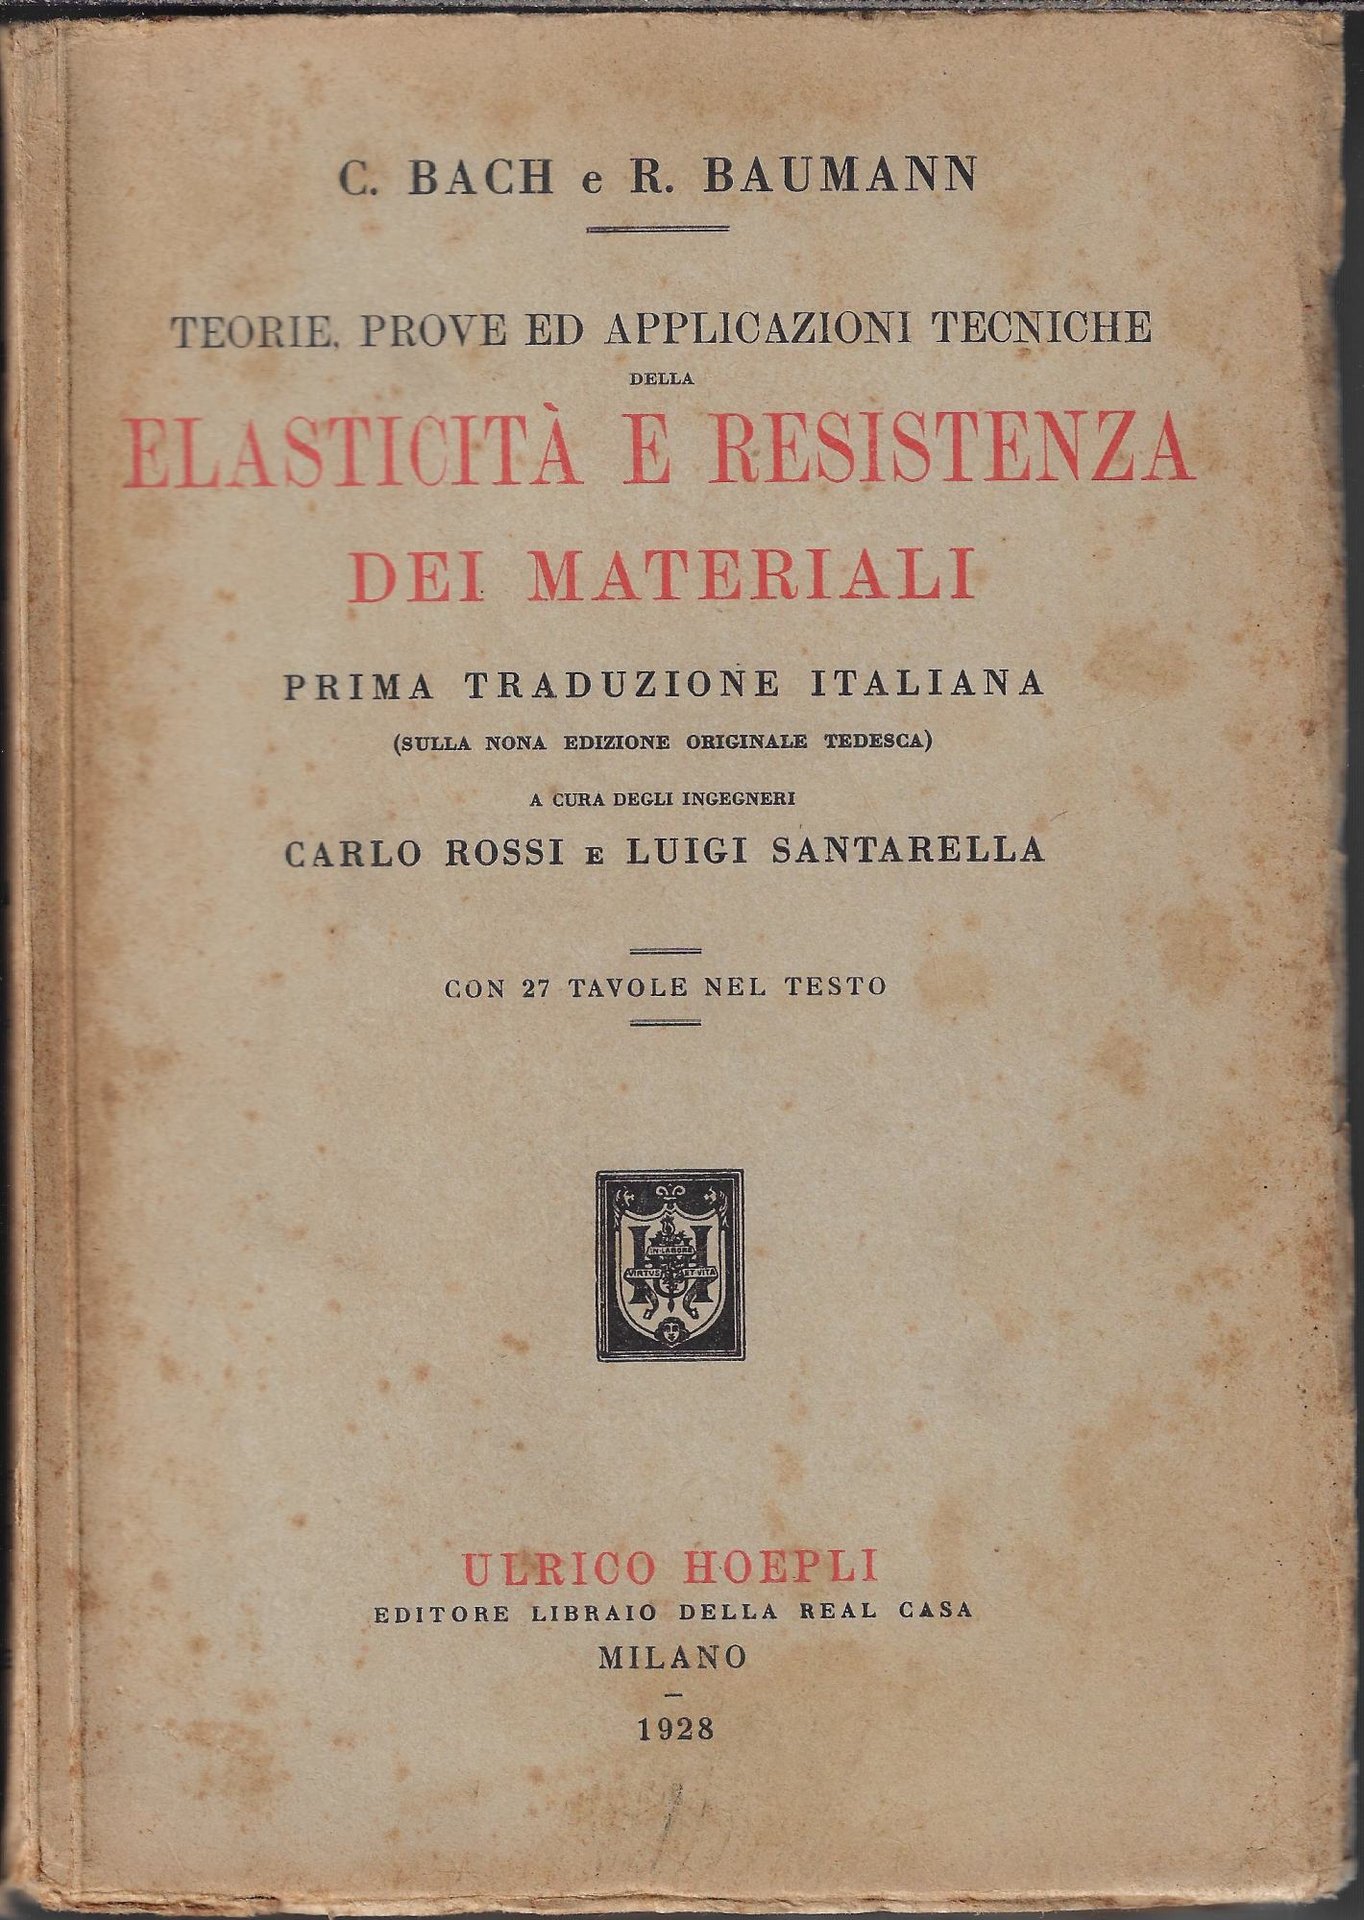 C. BACH e R. BAUMANN
TEORIE, PROVE ED APPLICAZIONI TECNICHE
DELLA
ELASTICITÀ E RESISTENZA
DEI MATERIALI
PRIMA TRADUZIONE ITALIANA
(SULLA NONA EDIZIONE ORIGINALE TEDESCA)
A CURA DEGLI INGEGNERI
CARLO ROSSI E LUIGI SANTARELLA
CON 27 TAVOLE NEL TESTO
H
IN LABORE
VIRTUS ET VITA
ULRICO HOEPLI
EDITORE LIBRAIO DELLA REAL CASA
MILANO
1928